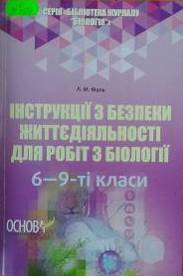 СЕРІЯ «БІБЛІОТЕКА ЖУРНАЛУ
"БІОЛОГІЯ"»
ІНСТРУКЦІЇ З БЕЗПЕКИ
ЖИТТЄДІЯЛЬНОСТІ
ДЛЯ РОБІТ З БІОЛОГІЇ
6—9-ті класи
ОСНОВА